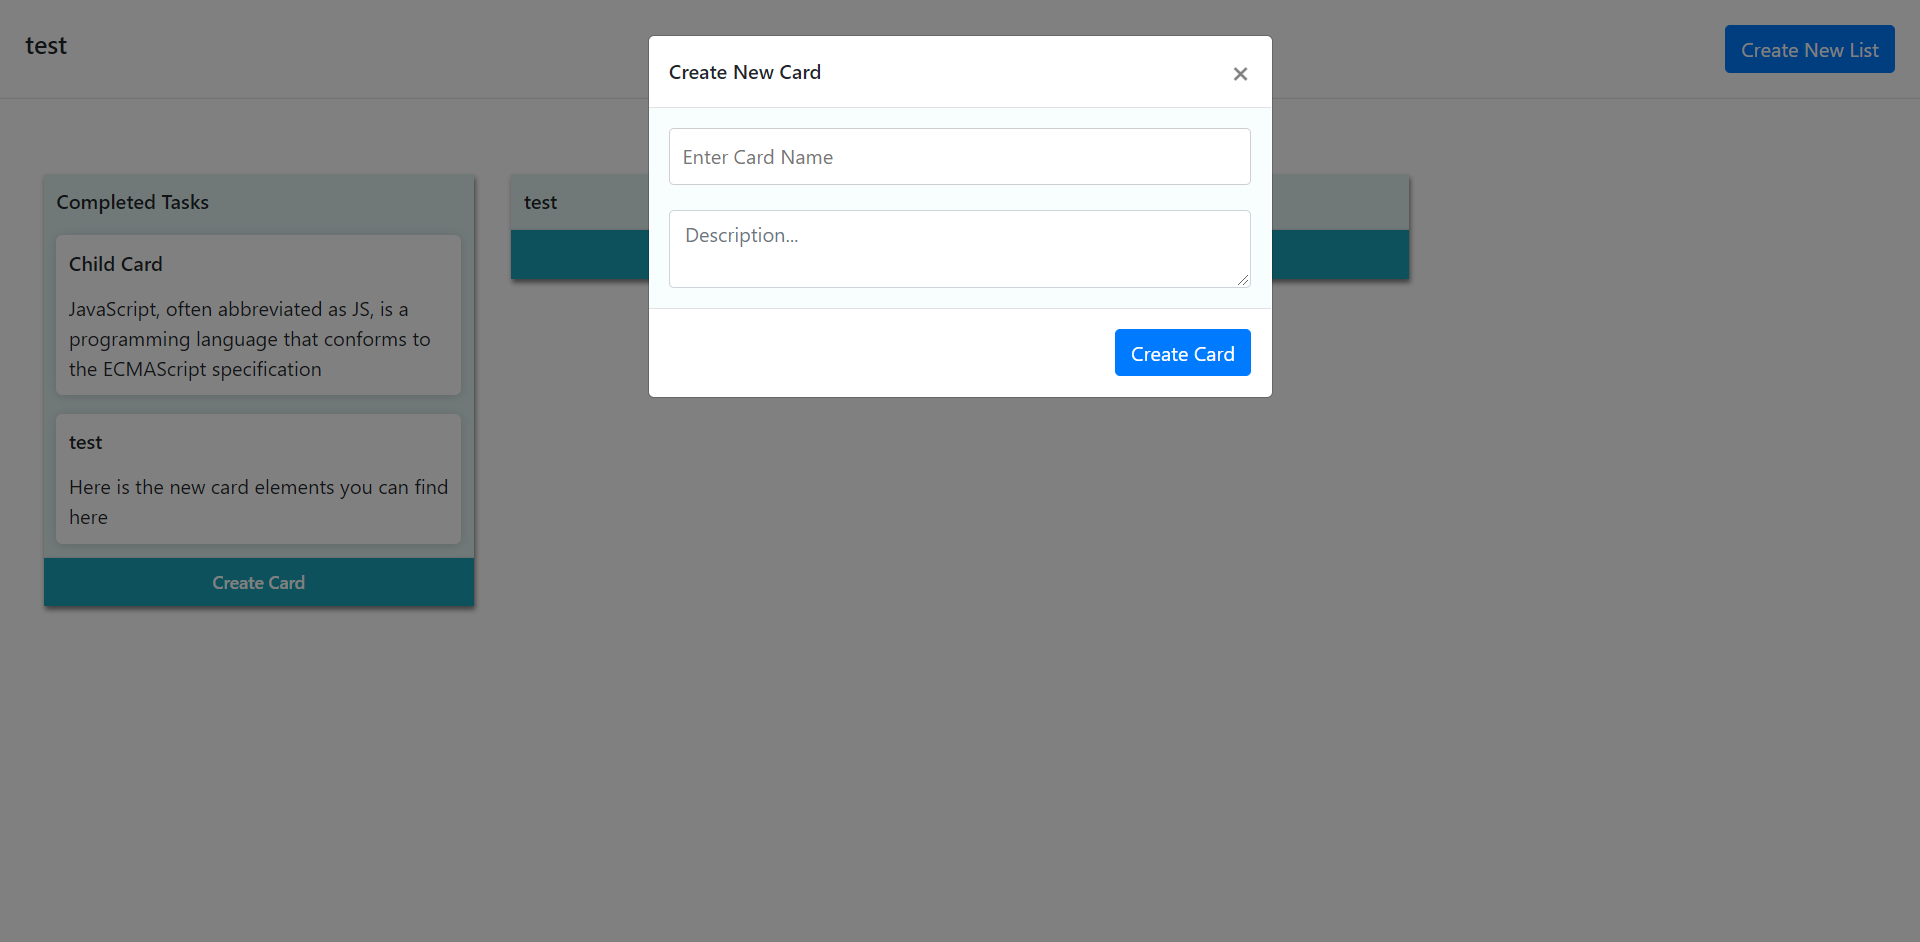 test
Create New List
Create New Card
×
Enter Card Name
Description...
Create Card
Completed Tasks
Child Card
JavaScript, often abbreviated as JS, is a
programming language that conforms to
the ECMAScript specification
test
Here is the new card elements you can find
here
Create Card
test